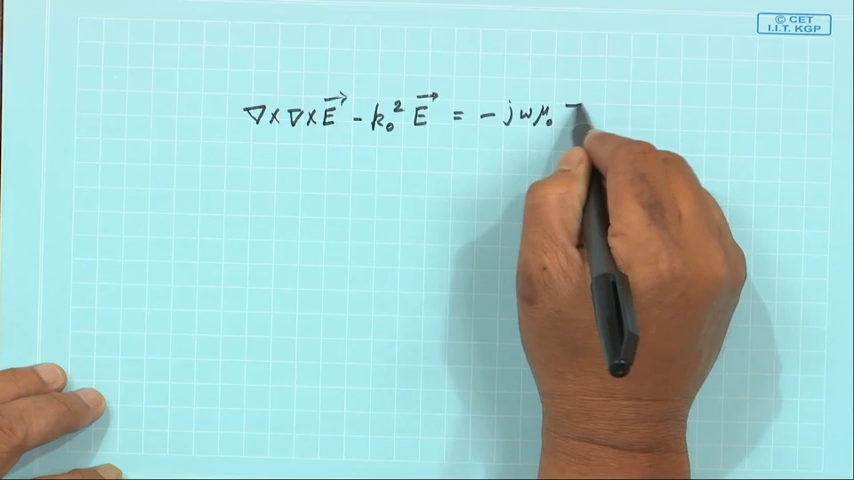 © CET
I.I.T. KGP
∇×∇×E⃗ - k₀² E⃗ = - jωμ₀